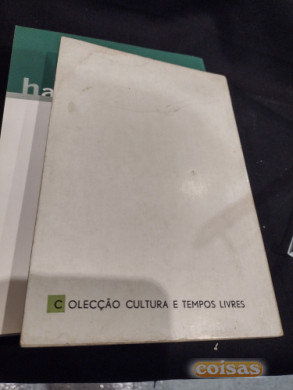 ha
COLECÇÃO CULTURA E TEMPOS LIVRES
coisas